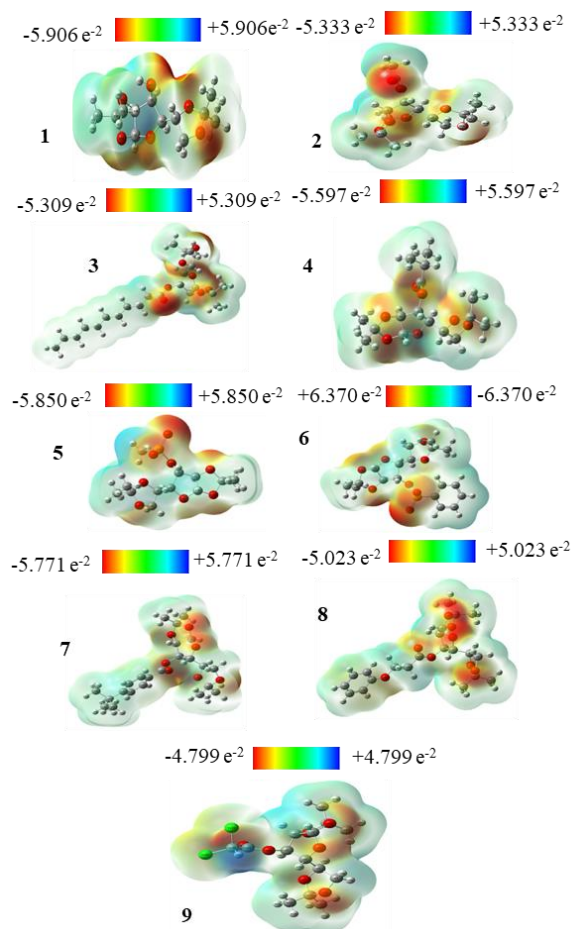 -5.906 e-2 +5.906 e-2 -5.333 e-2 +5.333 e-2
1 2
-5.309 e-2 +5.309 e-2 -5.597 e-2 +5.597 e-2
3 4
-5.850 e-2 +5.850 e-2 +6.370 e-2 -6.370 e-2
5 6
-5.771 e-2 +5.771 e-2 -5.023 e-2 +5.023 e-2
7 8
-4.799 e-2 +4.799 e-2
9